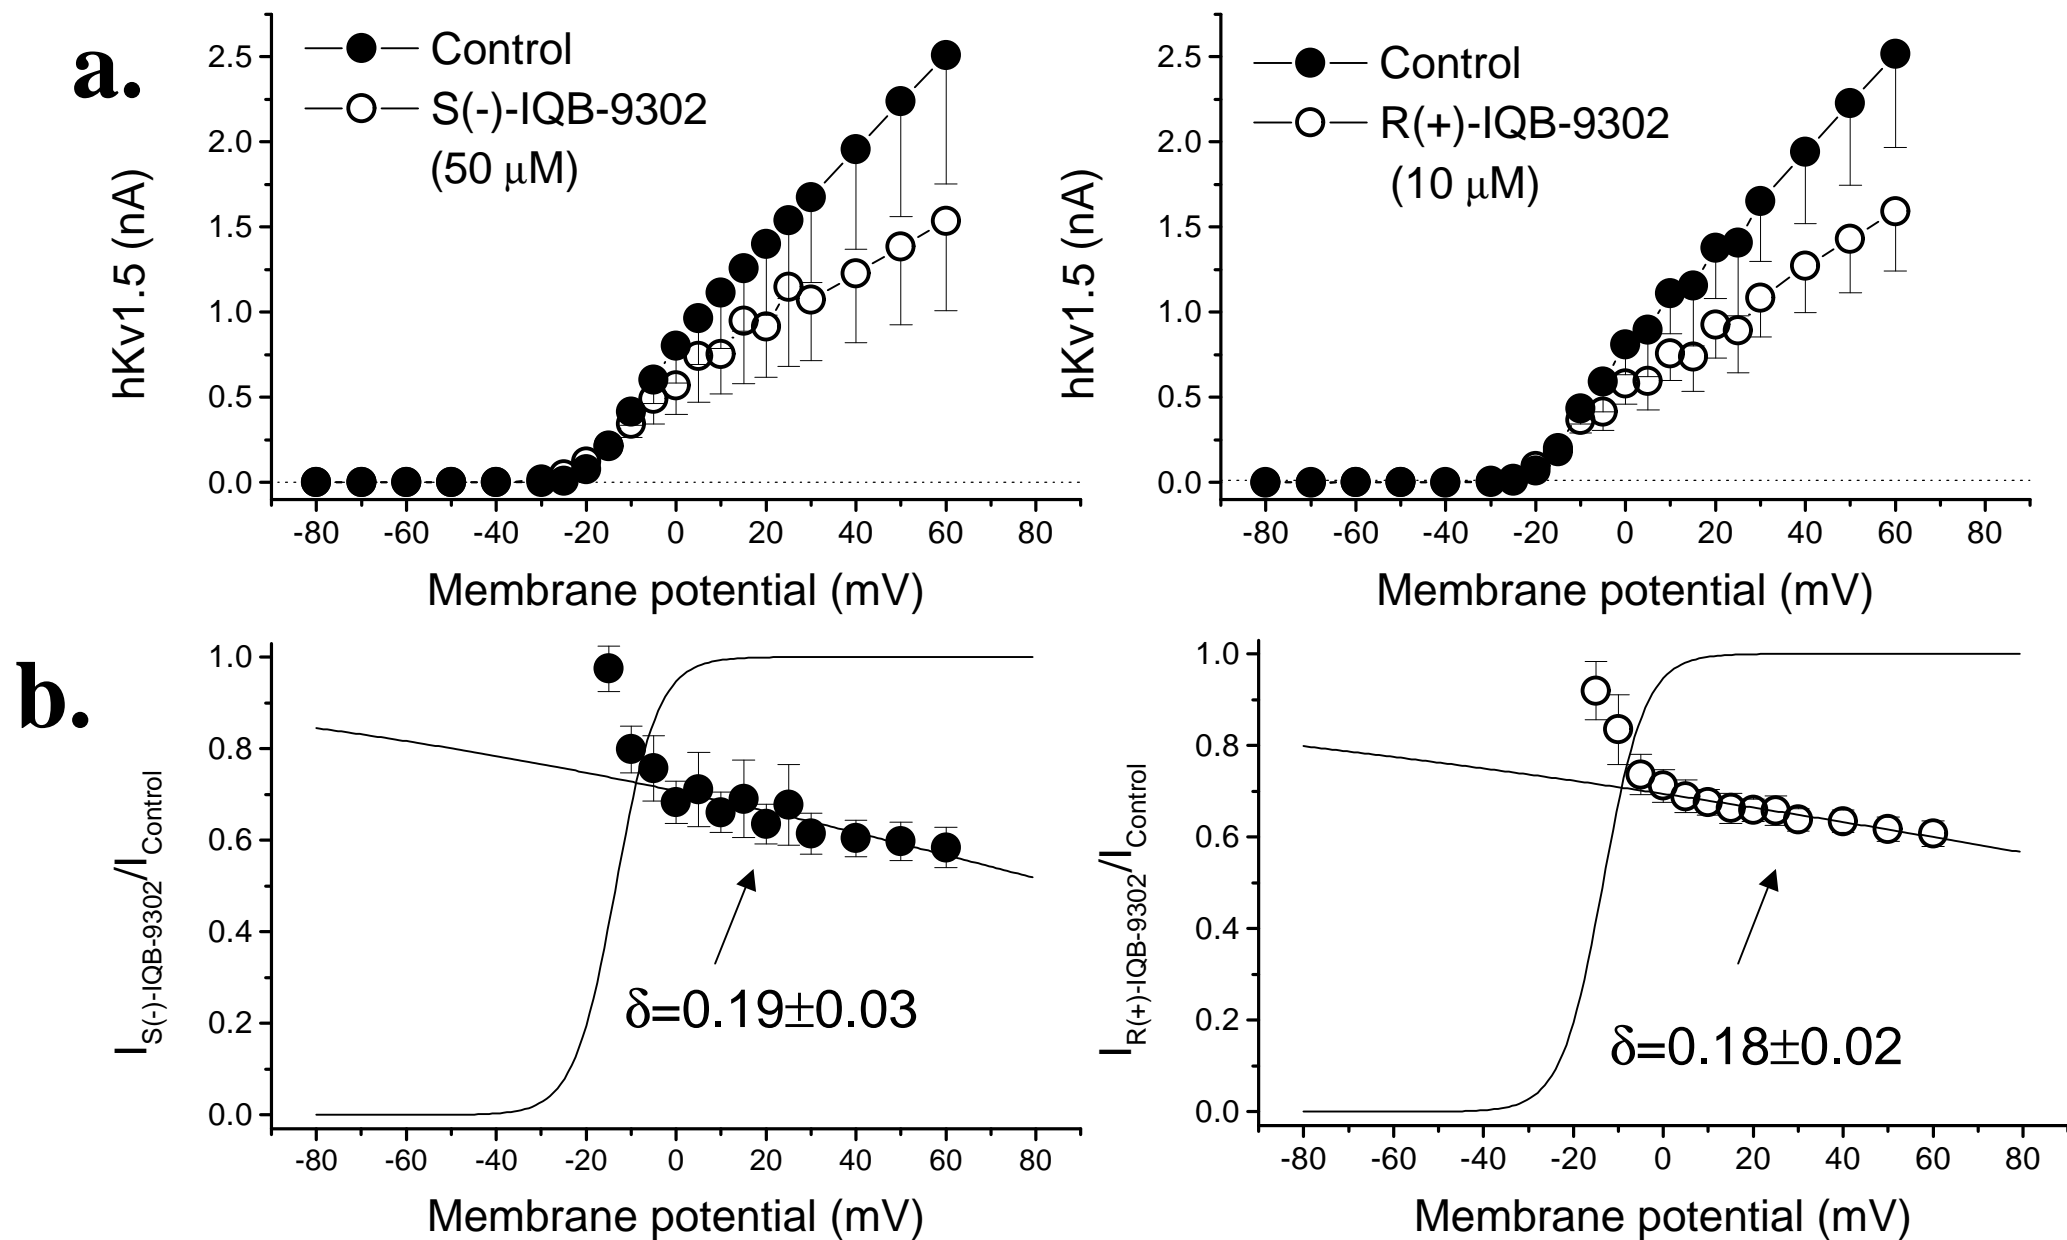 a.
Control
S(-)-IQB-9302
(50 μM)
hKv1.5 (nA)
2.5
2.0
1.5
1.0
0.5
0.0
-80 -60 -40 -20 0 20 40 60 80
Membrane potential (mV)
Control
R(+)-IQB-9302
(10 μM)
hKv1.5 (nA)
2.5
2.0
1.5
1.0
0.5
0.0
-80 -60 -40 -20 0 20 40 60 80
Membrane potential (mV)
b.
I S(-)-IQB-9302/I Control
1.0
0.8
0.6
0.4
0.2
0.0
δ=0.19±0.03
-80 -60 -40 -20 0 20 40 60 80
Membrane potential (mV)
I R(+)-IQB-9302/I Control
1.0
0.8
0.6
0.4
0.2
0.0
δ=0.18±0.02
-80 -60 -40 -20 0 20 40 60 80
Membrane potential (mV)